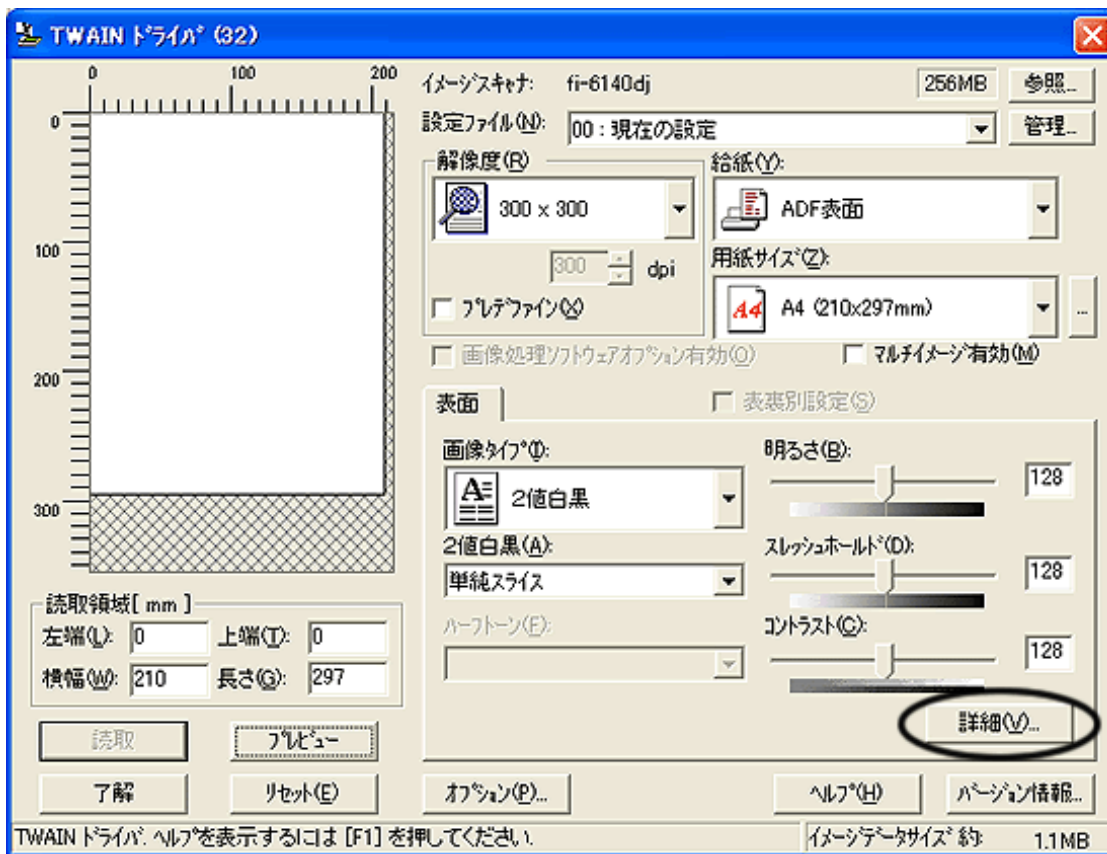 TWAIN ﾄﾞﾗｲﾊﾞ (32)
0 100 200
0
100
200
300
ｲﾒｰｼﾞｽｷｬﾅ: fi-6140dj 256MB 参照...
設定ﾌｧｲﾙ(N): 00 : 現在の設定 管理...
解像度(R)
300 x 300
300 dpi
ﾌﾟﾚﾃﾞﾌｧｲﾝ(X)
給紙(Y):
ADF表面
用紙ｻｲｽﾞ(Z):
A4 A4 (210x297mm) ...
画像処理ｿﾌﾄｳｪｱｵﾌﾟｼｮﾝ有効(O) ﾏﾙﾁｲﾒｰｼﾞ有効(M)
表面 表裏別設定(S)
画像ﾀｲﾌﾟ(I):
2値白黒
2値白黒(A):
単純ｽﾗｲｽ
ﾊｰﾌﾄｰﾝ(F):
明るさ(B):
128
ｽﾚｯｼｭﾎｰﾙﾄﾞ(D):
128
ｺﾝﾄﾗｽﾄ(C):
128
詳細(V)...
読取領域[ mm ]
左端(L): 0 上端(T): 0
横幅(W): 210 長さ(G): 297
読取 ﾌﾟﾚﾋﾞｭｰ
了解 ﾘｾｯﾄ(E) ｵﾌﾟｼｮﾝ(P)... ﾍﾙﾌﾟ(H) ﾊﾞｰｼﾞｮﾝ情報...
TWAIN ﾄﾞﾗｲﾊﾞ. ﾍﾙﾌﾟを表示するには [F1] を押してください. ｲﾒｰｼﾞﾃﾞｰﾀｻｲｽﾞ 約: 1.1MB